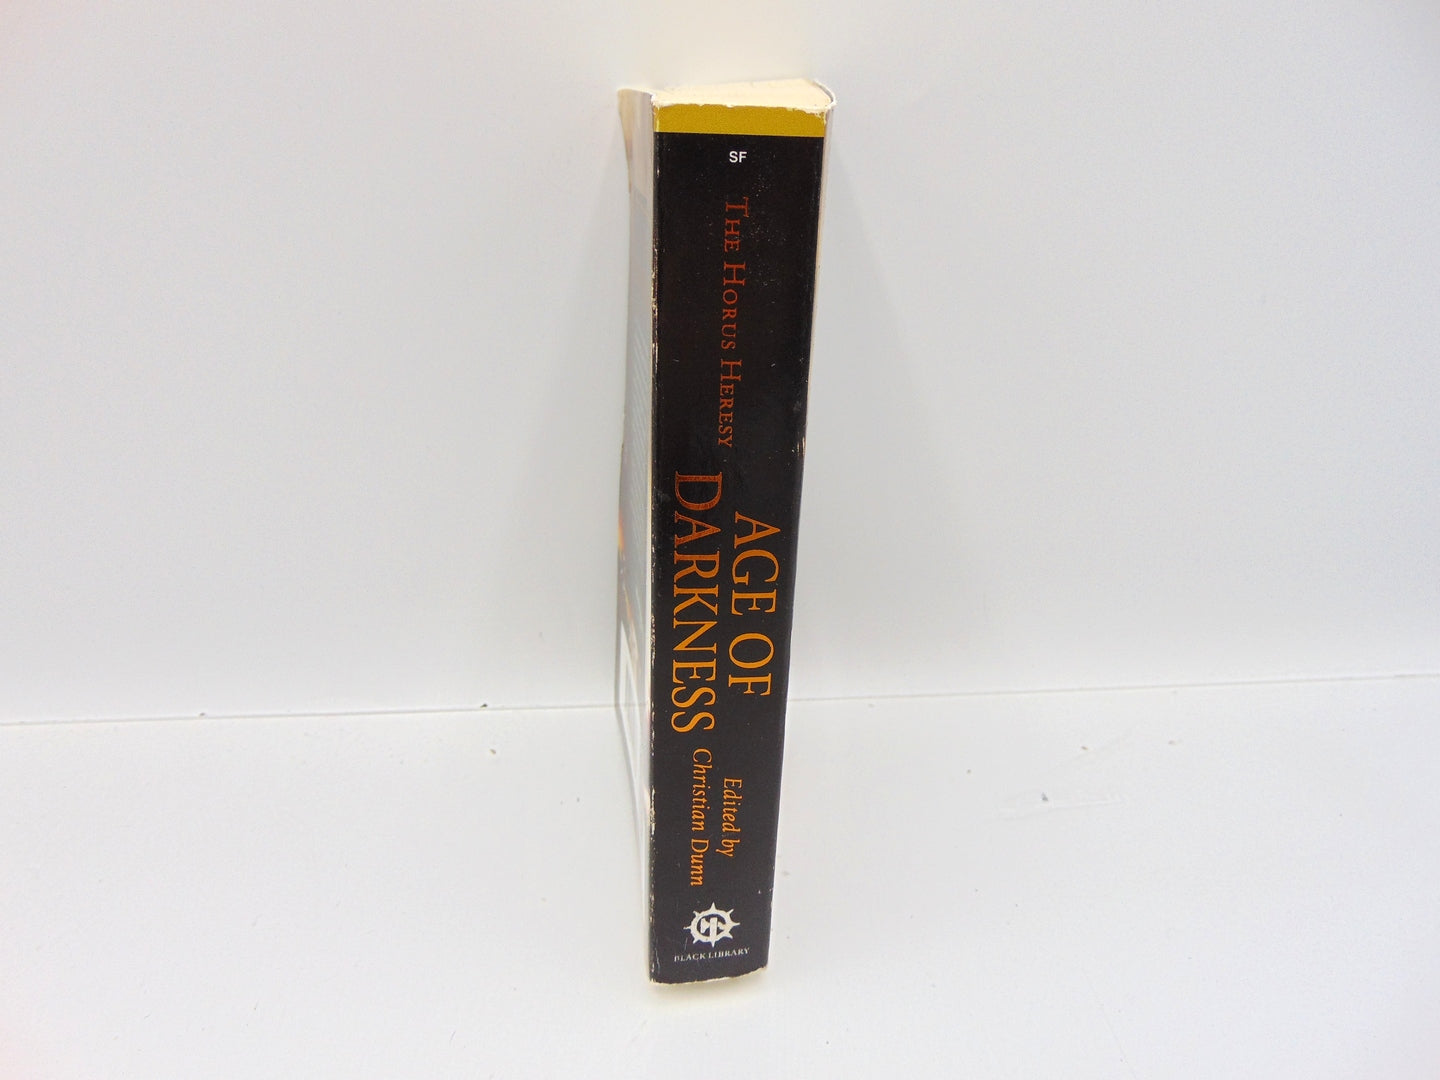 SF
THE HORUS HERESY
AGE OF
DARKNESS
Edited by
Christian Dunn
BLACK LIBRARY